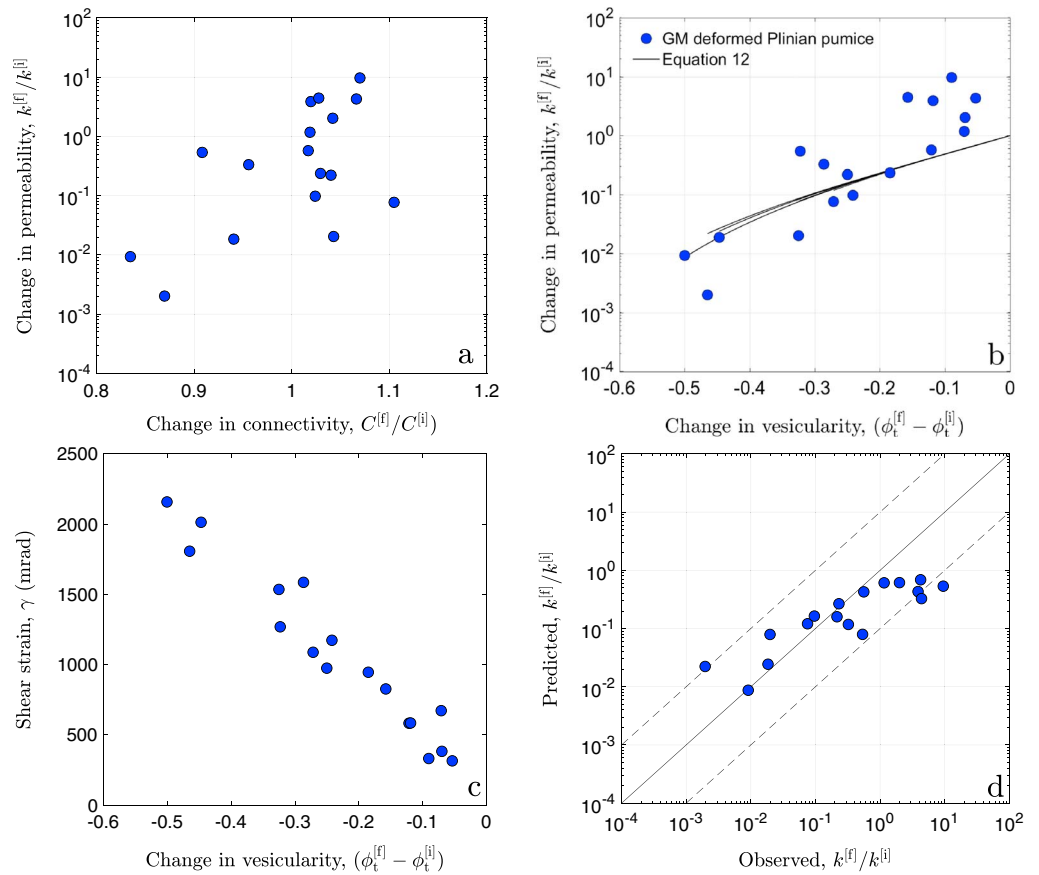 Change in permeability, k^[f]/k^[i]
10^2
10^1
10^0
10^-1
10^-2
10^-3
10^-4
0.8 0.9 1 1.1 1.2
a
Change in connectivity, C^[f]/C^[i])
Change in permeability, k^[f]/k^[i]
10^2
10^1
10^0
10^-1
10^-2
10^-3
10^-4
GM deformed Plinian pumice
Equation 12
-0.6 -0.5 -0.4 -0.3 -0.2 -0.1 0
b
Change in vesicularity, (ϕ_t^[f] − ϕ_t^[i])
Shear strain, γ (mrad)
2500
2000
1500
1000
500
0
-0.6 -0.5 -0.4 -0.3 -0.2 -0.1 0
c
Change in vesicularity, (ϕ_t^[f] − ϕ_t^[i])
Predicted, k^[f]/k^[i]
10^2
10^1
10^0
10^-1
10^-2
10^-3
10^-4
10^-4 10^-3 10^-2 10^-1 10^0 10^1 10^2
d
Observed, k^[f]/k^[i]